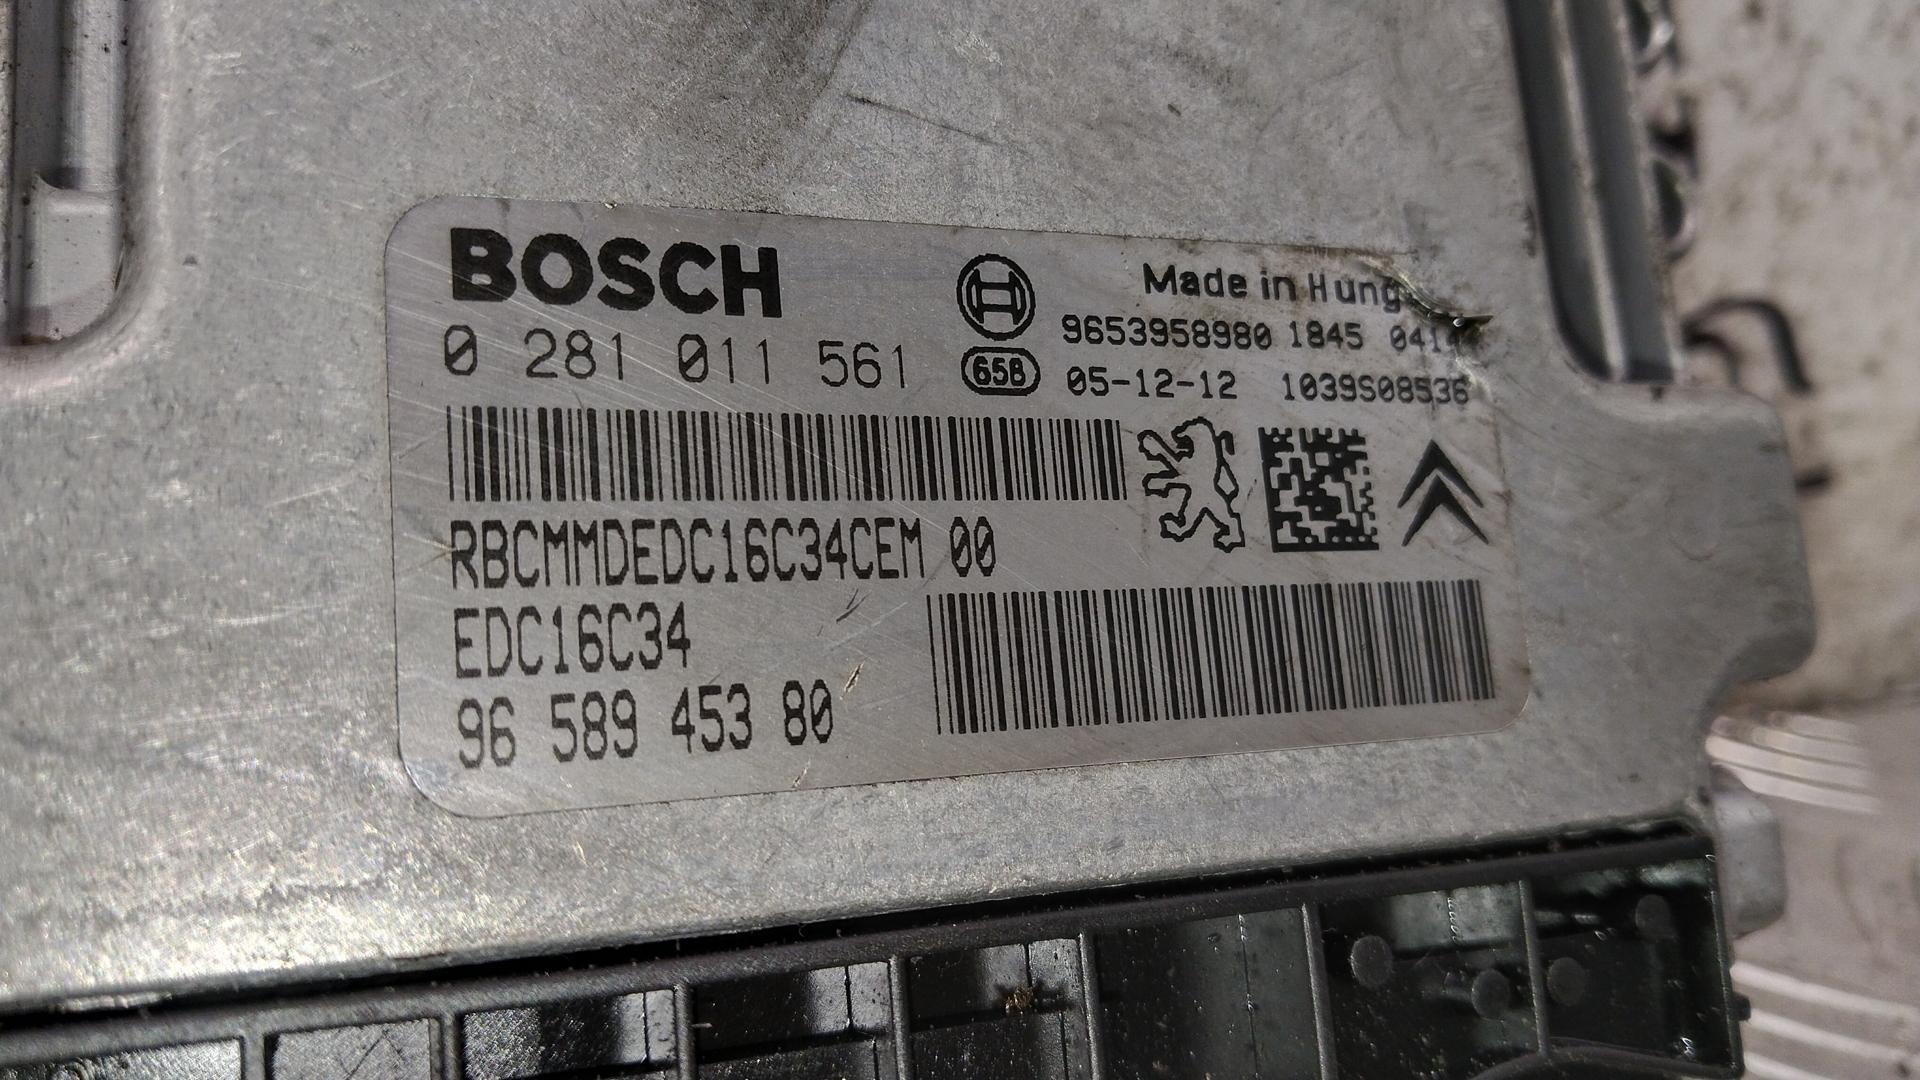 BOSCH
0 281 011 561
658
Made in Hung
9653958980 1845 0414
05-12-12 1039S08536
RBCMMDEDC16C34CEM 00
EDC16C34
96 589 453 80